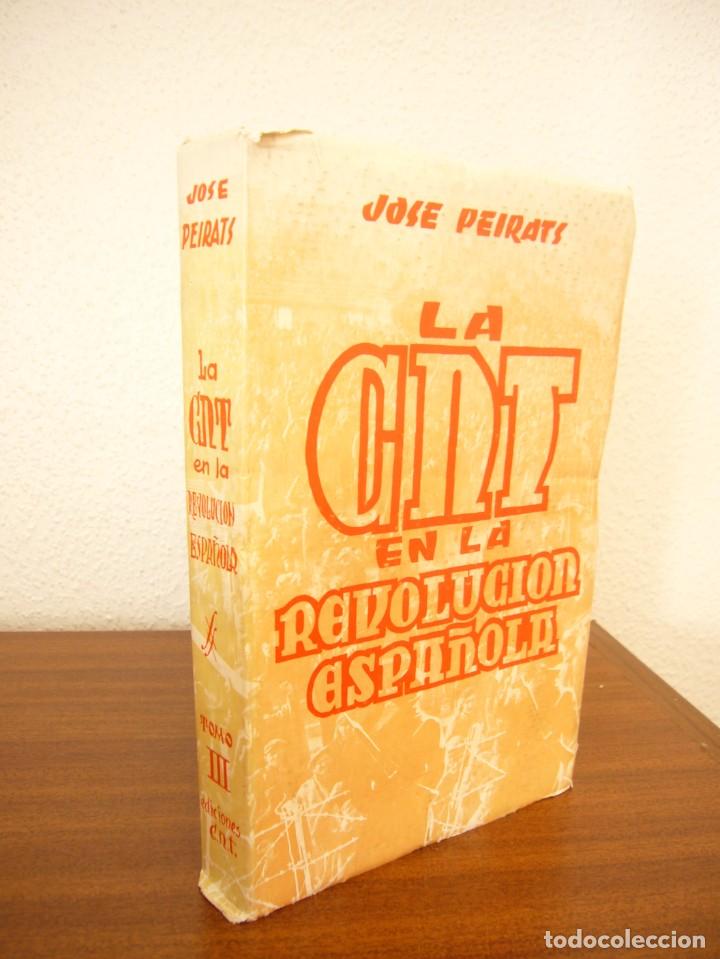 JOSE
PEIRATS
La
CNT
en la
REVOLUCION
ESPAÑOLA
TOMO
III
ediciones
c.n.t.
JOSE PEIRATS
LA
CNT
EN LA
REVOLUCION
ESPAÑOLA
todocoleccion